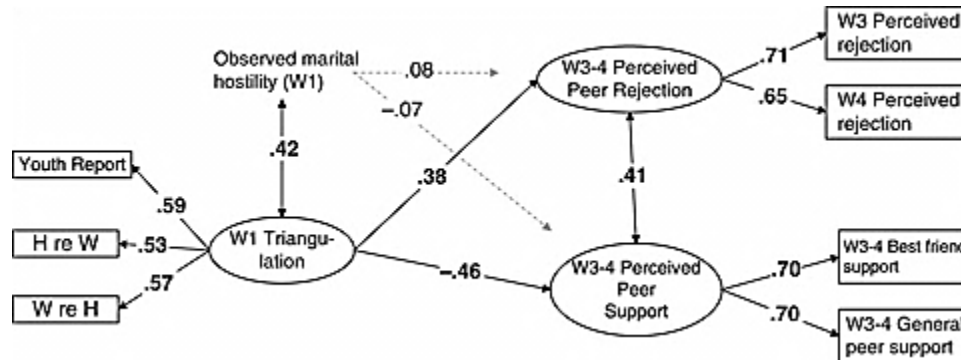 Observed marital
hostility (W1)
.08
-.07
.42
.38
W3-4 Perceived
Peer Rejection
.71
.65
W3 Perceived
rejection
W4 Perceived
rejection
.41
Youth Report
H re W
W re H
.59
.53
.57
W1 Triangu-
lation
-.46
W3-4 Perceived
Peer
Support
.70
.70
W3-4 Best friend
support
W3-4 General
peer support